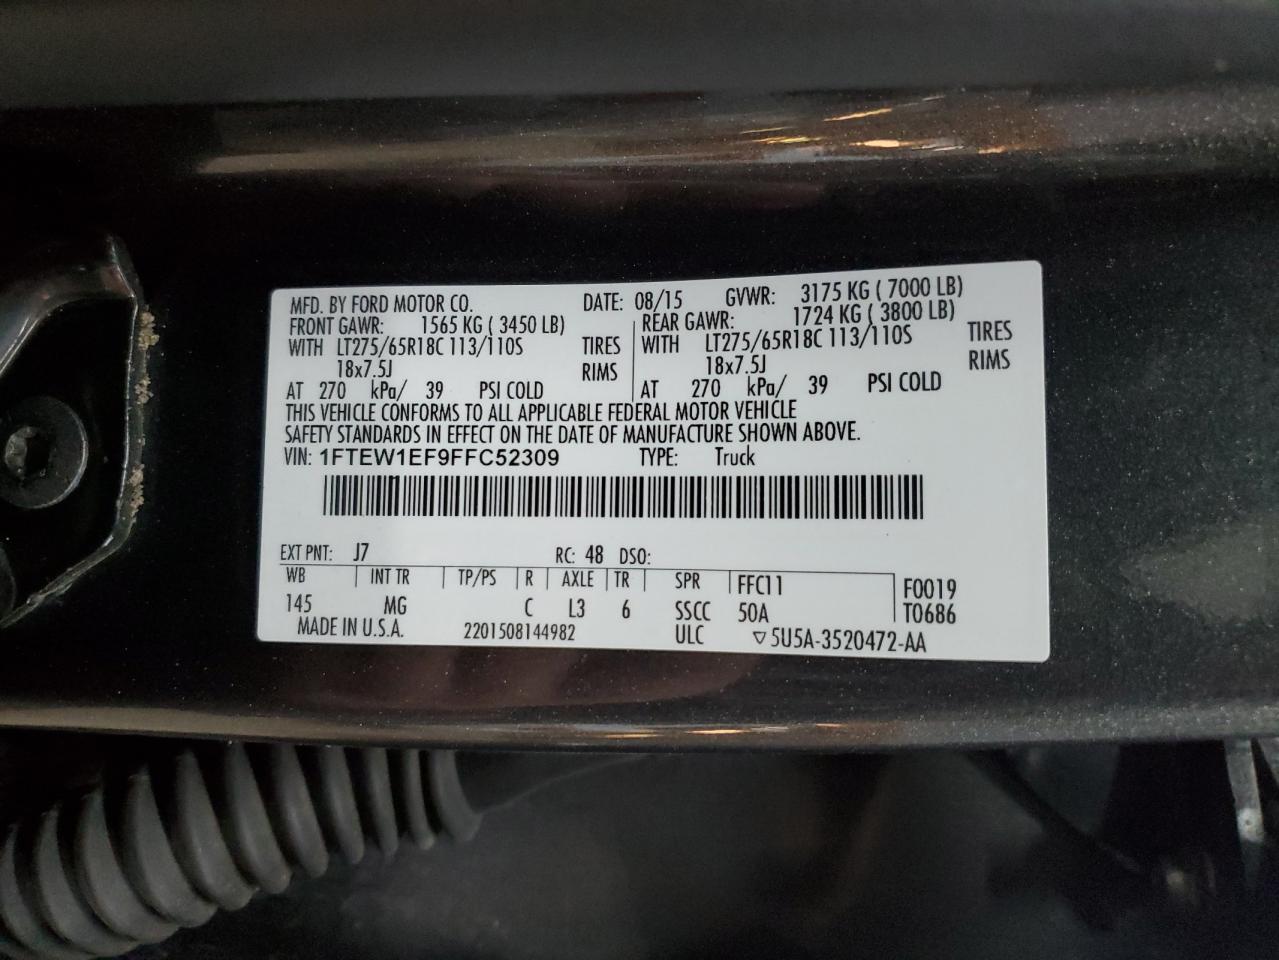 MFD. BY FORD MOTOR CO. DATE: 08/15 GVWR: 3175 KG ( 7000 LB)
FRONT GAWR: 1565 KG ( 3450 LB) REAR GAWR: 1724 KG ( 3800 LB)
WITH LT275/65R18C 113/110S TIRES WITH LT275/65R18C 113/110S TIRES
18x7.5J RIMS 18x7.5J RIMS
AT 270 kPa/ 39 PSI COLD AT 270 kPa/ 39 PSI COLD
THIS VEHICLE CONFORMS TO ALL APPLICABLE FEDERAL MOTOR VEHICLE
SAFETY STANDARDS IN EFFECT ON THE DATE OF MANUFACTURE SHOWN ABOVE.
VIN: 1FTEW1EF9FFC52309 TYPE: Truck
EXT PNT: J7 RC: 48 DSO:
WB INT TR TP/PS R AXLE TR SPR FFC11 F0019
145 MG C L3 6 SSCC 50A T0686
MADE IN U.S.A. 2201508144982 ULC ▽5U5A-3520472-AA